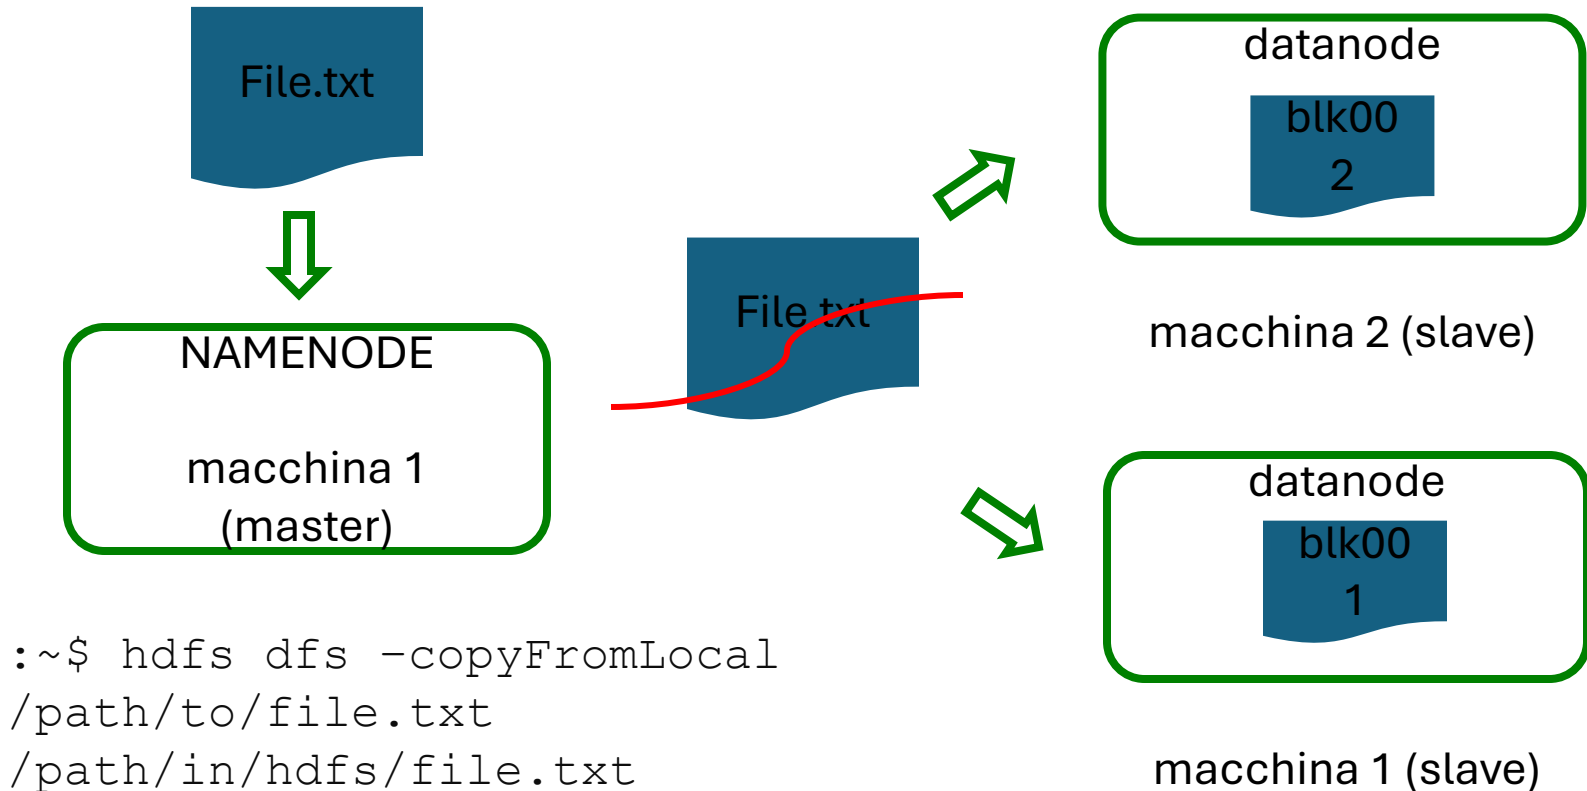 File.txt
NAMENODE
macchina 1
(master)
File.txt
datanode
blk00
2
macchina 2 (slave)
datanode
blk00
1
macchina 1 (slave)
:~$ hdfs dfs –copyFromLocal
/path/to/file.txt
/path/in/hdfs/file.txt